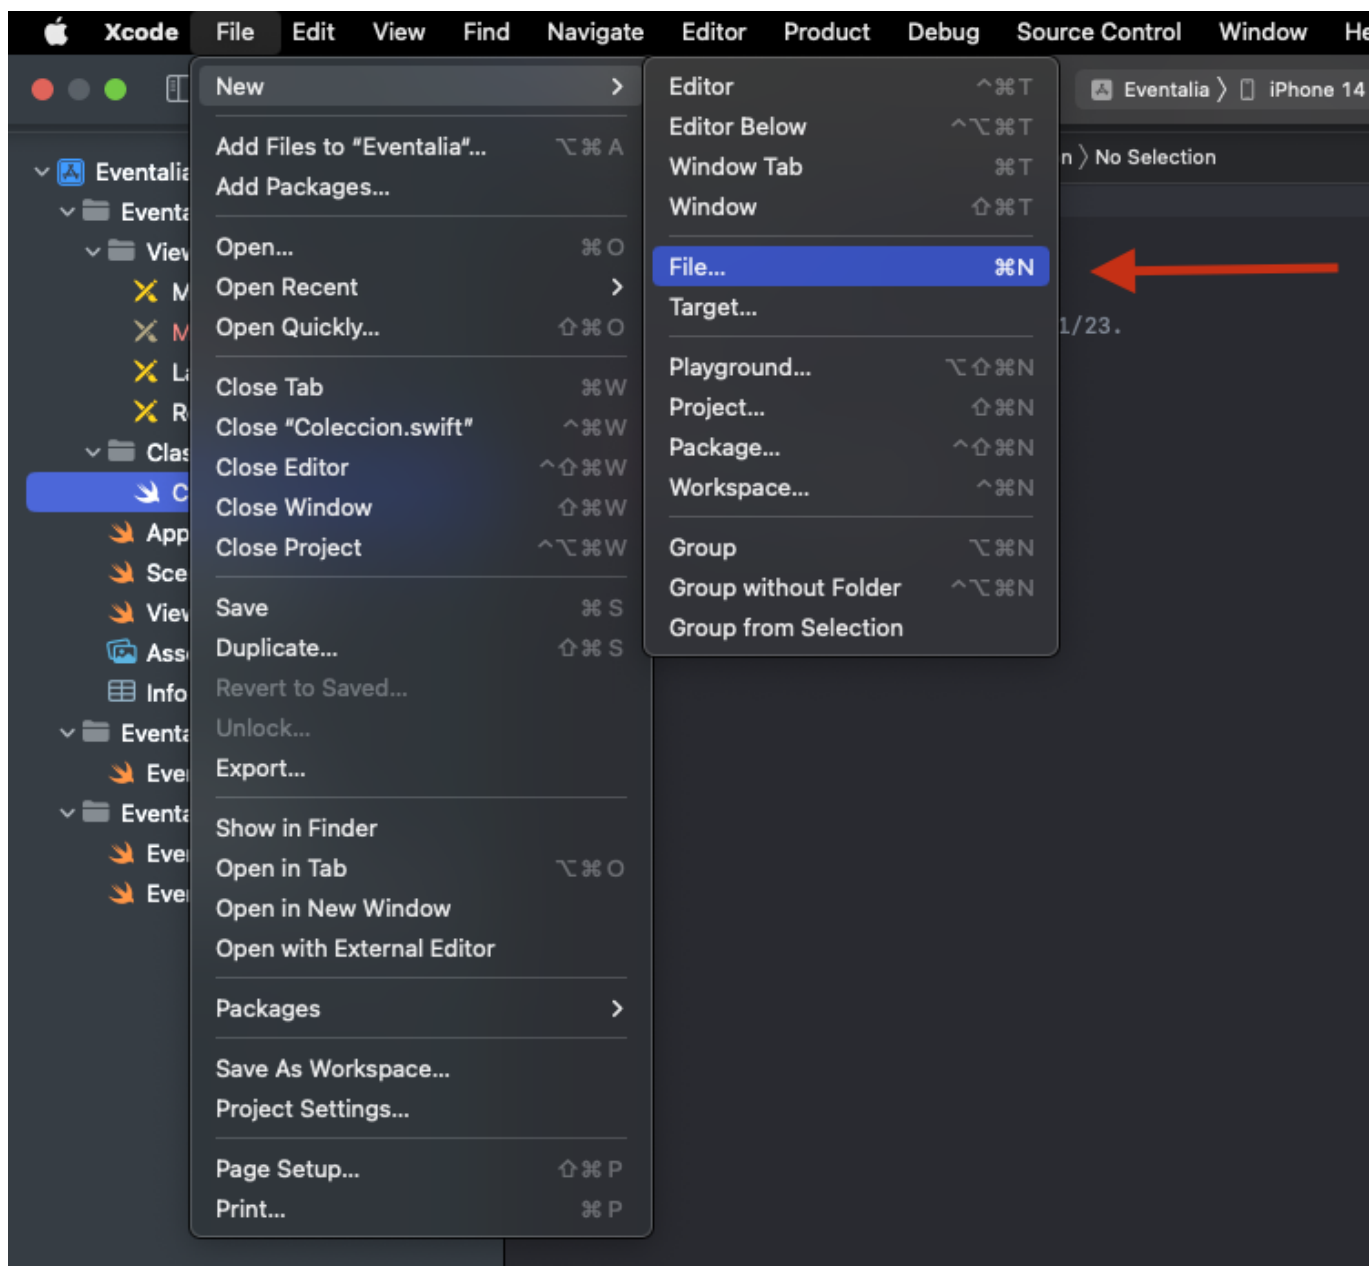 Xcode File Edit View Find Navigate Editor Product Debug Source Control Window
Eventalia 〉 iPhone 14
No Selection
1/23.
New
Add Files to “Eventalia”... ⌥⌘A
Add Packages...
Open... ⌘O
Open Recent
Open Quickly... ⇧⌘O
Close Tab ⌘W
Close “Coleccion.swift” ^⌘W
Close Editor ^⇧⌘W
Close Window ⇧⌘W
Close Project ^⌥⌘W
Save ⌘S
Duplicate... ⇧⌘S
Revert to Saved...
Unlock...
Export...
Show in Finder
Open in Tab ⌥⌘O
Open in New Window
Open with External Editor
Packages
Save As Workspace...
Project Settings...
Page Setup... ⇧⌘P
Print... ⌘P
Editor ^⌘T
Editor Below ^⌥⌘T
Window Tab ⌘T
Window ⇧⌘T
File... ⌘N
Target...
Playground... ⌥⇧⌘N
Project... ⇧⌘N
Package... ^⇧⌘N
Workspace... ^⌘N
Group ⌥⌘N
Group without Folder ^⌥⌘N
Group from Selection